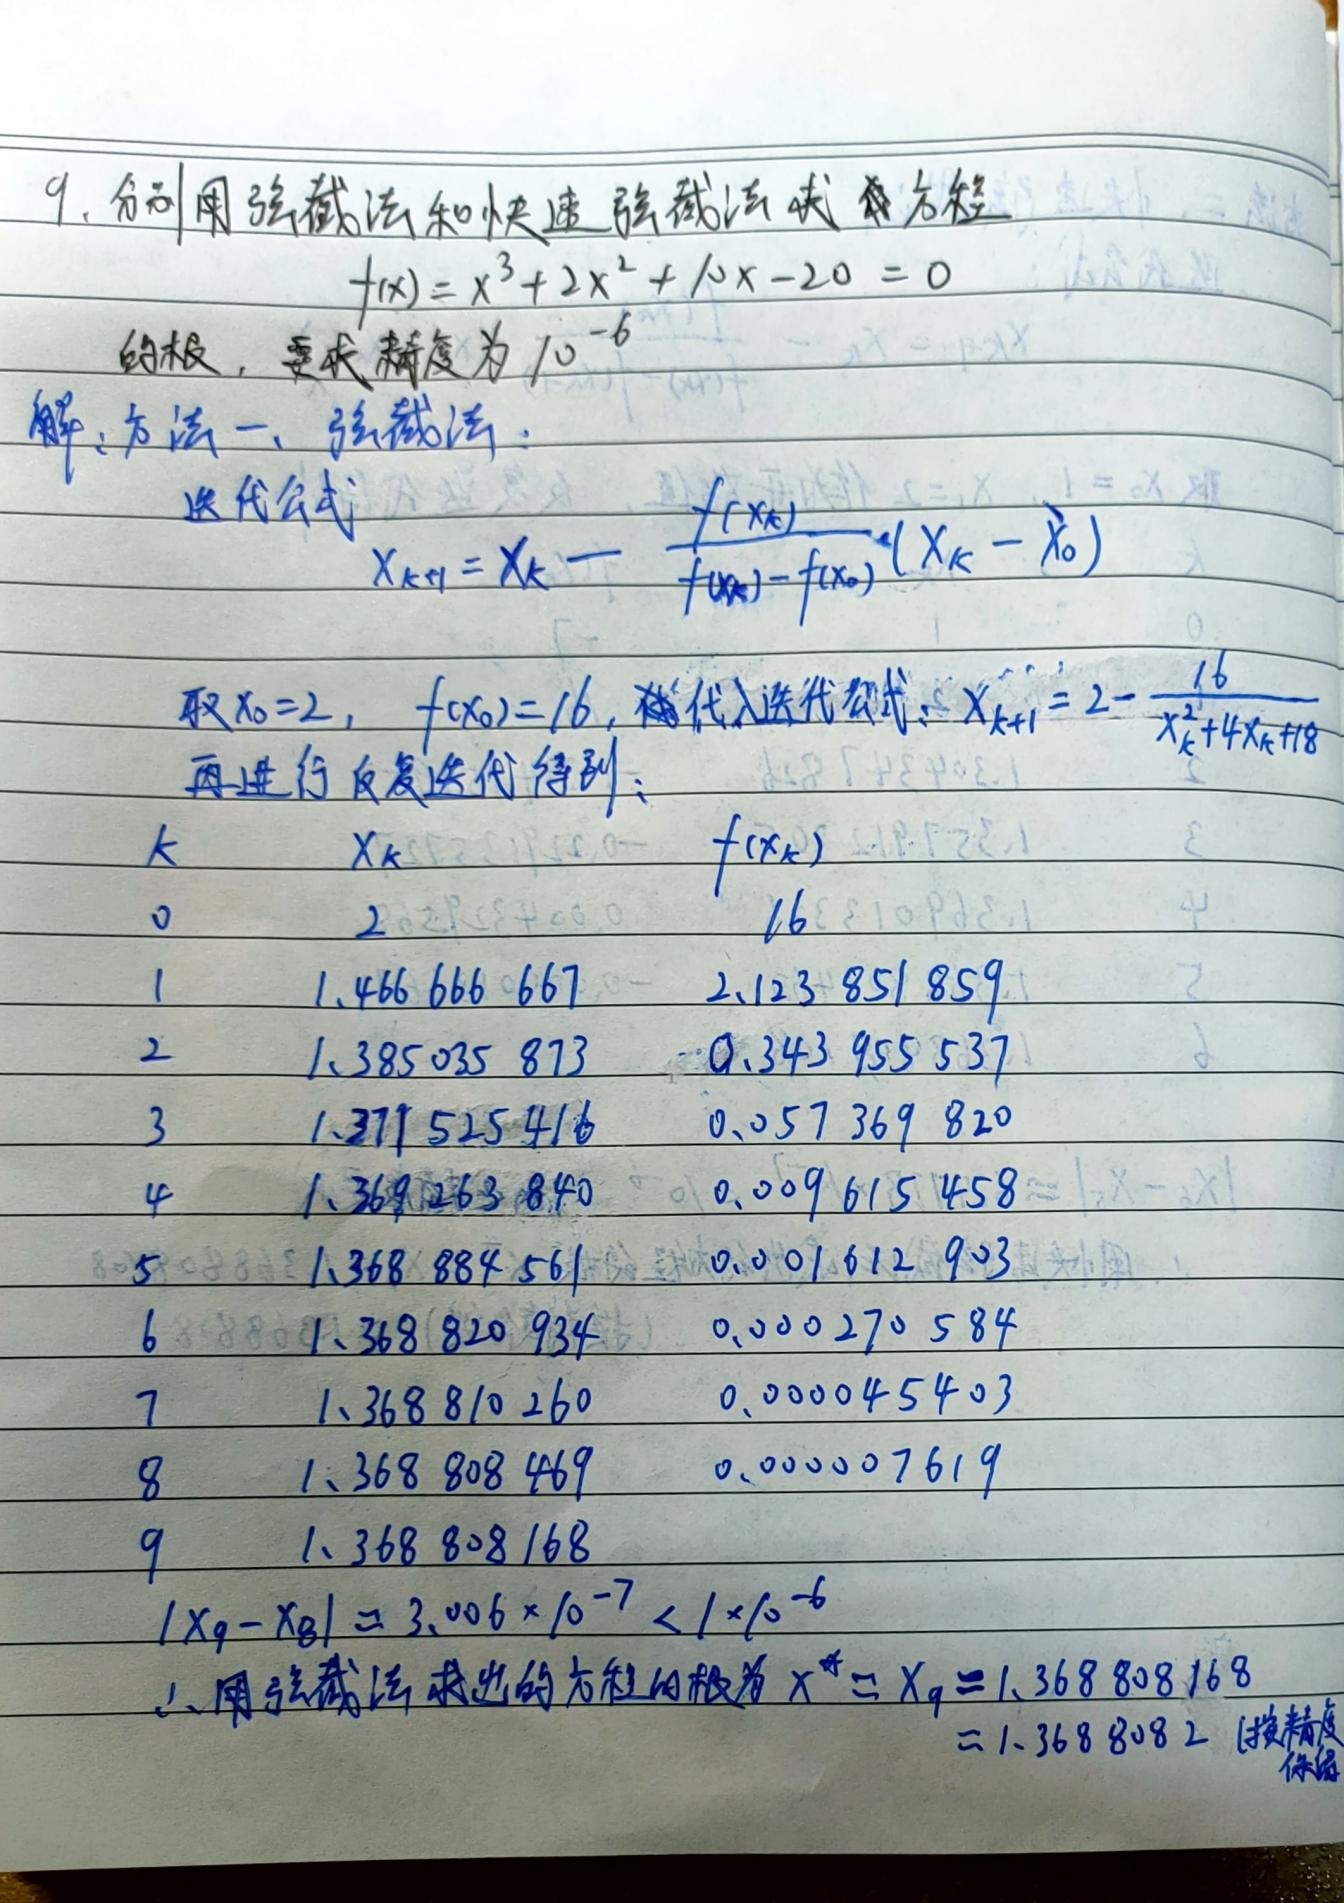 9. 分别用弦截法和快速弦截法求方程
f(x) = x³ + 2x² + 10x - 20 = 0
的根, 要求精度为 10⁻⁶
解: 方法一、弦截法:
迭代公式
x_{k+1} = x_k - f(x_k)/(f(x_k) - f(x_0)) · (x_k - x_0)
取 x_0 = 2, f(x_0) = 16, 代入迭代公式: x_{k+1} = 2 - 16/(x_k² + 4x_k + 18)
再进行反复迭代得到:
k x_k f(x_k)
0 2 16
1 1.466 666 667 2.123 851 859
2 1.385 035 873 0.343 955 537
3 1.371 525 416 0.057 369 820
4 1.369 263 840 0.009 615 458
5 1.368 884 561 0.001 612 903
6 1.368 820 934 0.000 270 584
7 1.368 810 260 0.0000 45 403
8 1.368 808 469 0.000007619
9 1.368 808 168
|x_9 - x_8| = 3.006 × 10⁻⁷ < 1 × 10⁻⁶
∴ 用弦截法求出的方程的根为 x* = x_9 = 1.368 808 168
= 1.368 8082 (按精度
保留